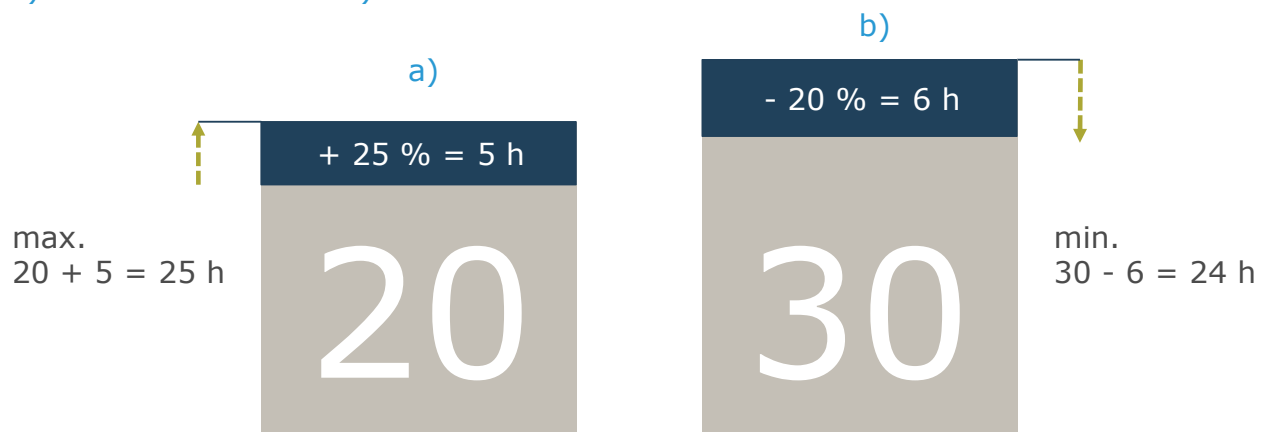 b)
a)
- 20 % = 6 h
+ 25 % = 5 h
max.
20 + 5 = 25 h
20
30
min.
30 - 6 = 24 h